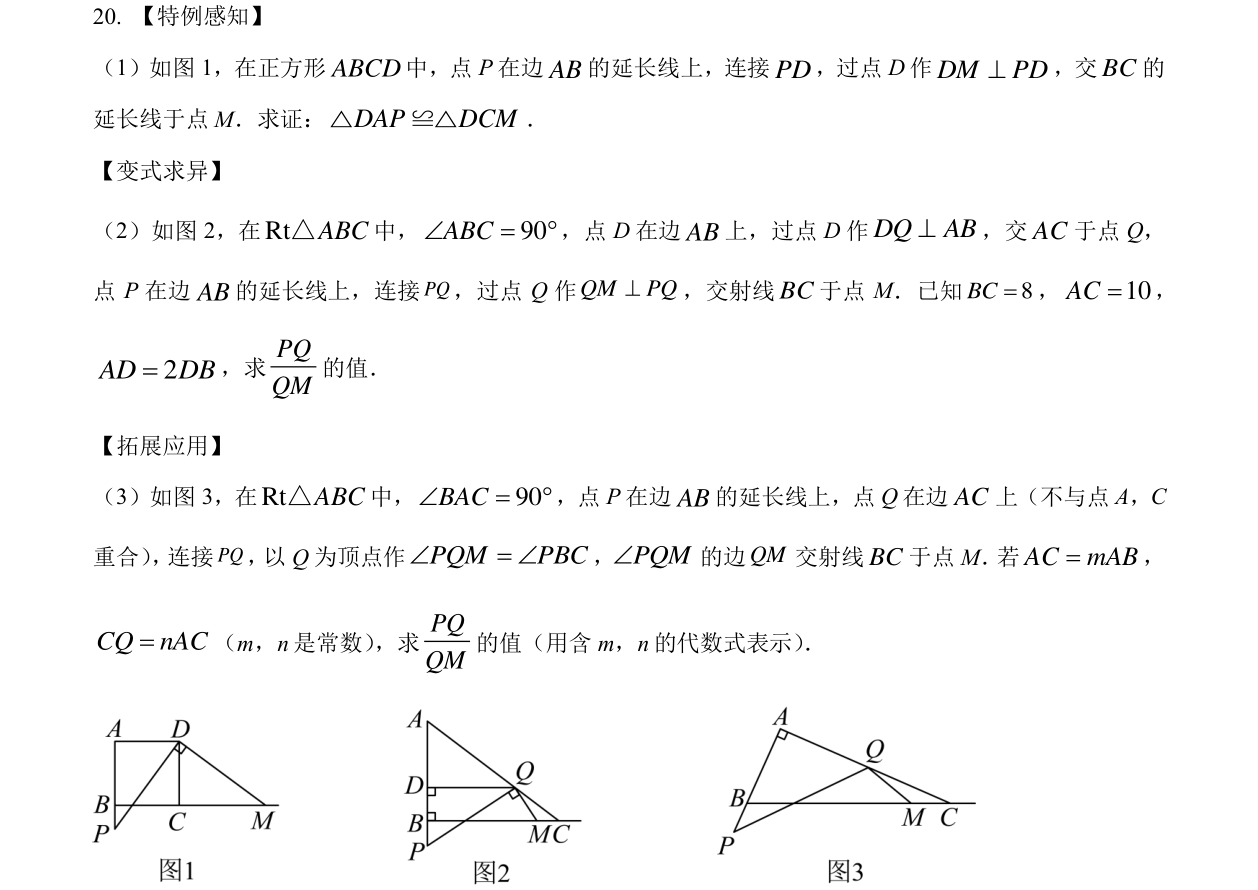 20. 【特例感知】
（1）如图 1，在正方形 ABCD 中，点 P 在边 AB 的延长线上，连接 PD，过点 D 作 DM ⊥ PD，交 BC 的
延长线于点 M．求证：△DAP≌△DCM．
【变式求异】
（2）如图 2，在 Rt△ABC 中，∠ABC = 90°，点 D 在边 AB 上，过点 D 作 DQ ⊥ AB，交 AC 于点 Q，
点 P 在边 AB 的延长线上，连接 PQ，过点 Q 作 QM ⊥ PQ，交射线 BC 于点 M．已知 BC = 8，AC = 10，
AD = 2DB，求 PQ/QM 的值．
【拓展应用】
（3）如图 3，在 Rt△ABC 中，∠BAC = 90°，点 P 在边 AB 的延长线上，点 Q 在边 AC 上（不与点 A，C
重合），连接 PQ，以 Q 为顶点作 ∠PQM = ∠PBC，∠PQM 的边 QM 交射线 BC 于点 M．若 AC = mAB，
CQ = nAC（m，n 是常数），求 PQ/QM 的值（用含 m，n 的代数式表示）．
A D
B P C M
图1
A
D Q
B P M C
图2
A
Q
B P M C
图3